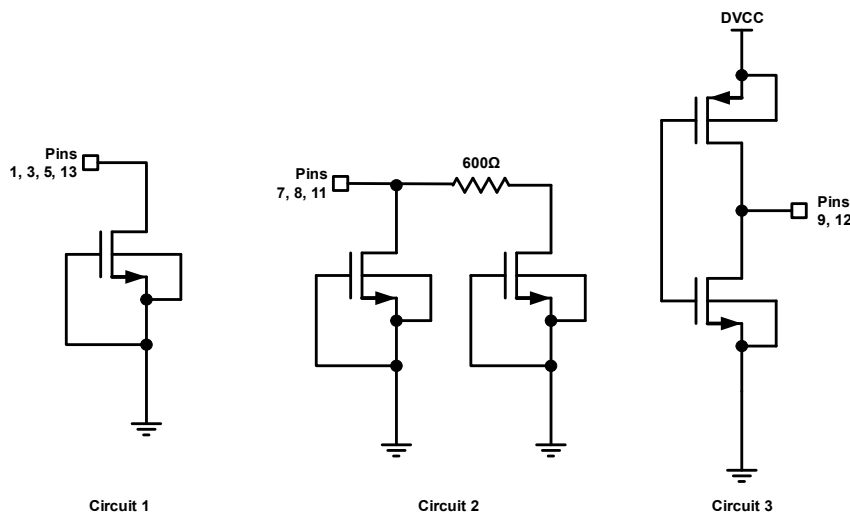 Pins
1, 3, 5, 13
Circuit 1
Pins
7, 8, 11
600Ω
Circuit 2
DVCC
Pins
9, 12
Circuit 3